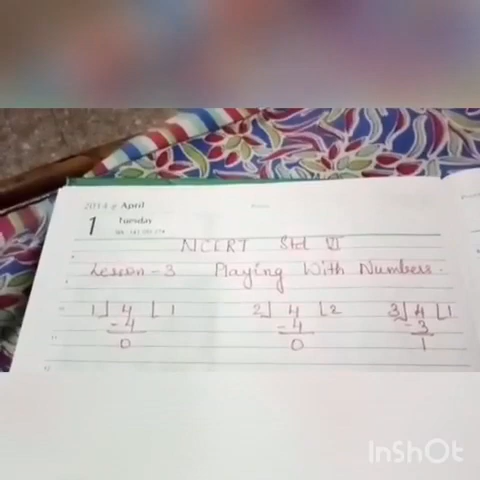 2014 April
1 Tuesday
NCERT Std VI
Lesson - 3 Playing With Numbers.
1 4 1 2 4 2 3 4 1
-4 -4 -3
0 0 1
InShOt